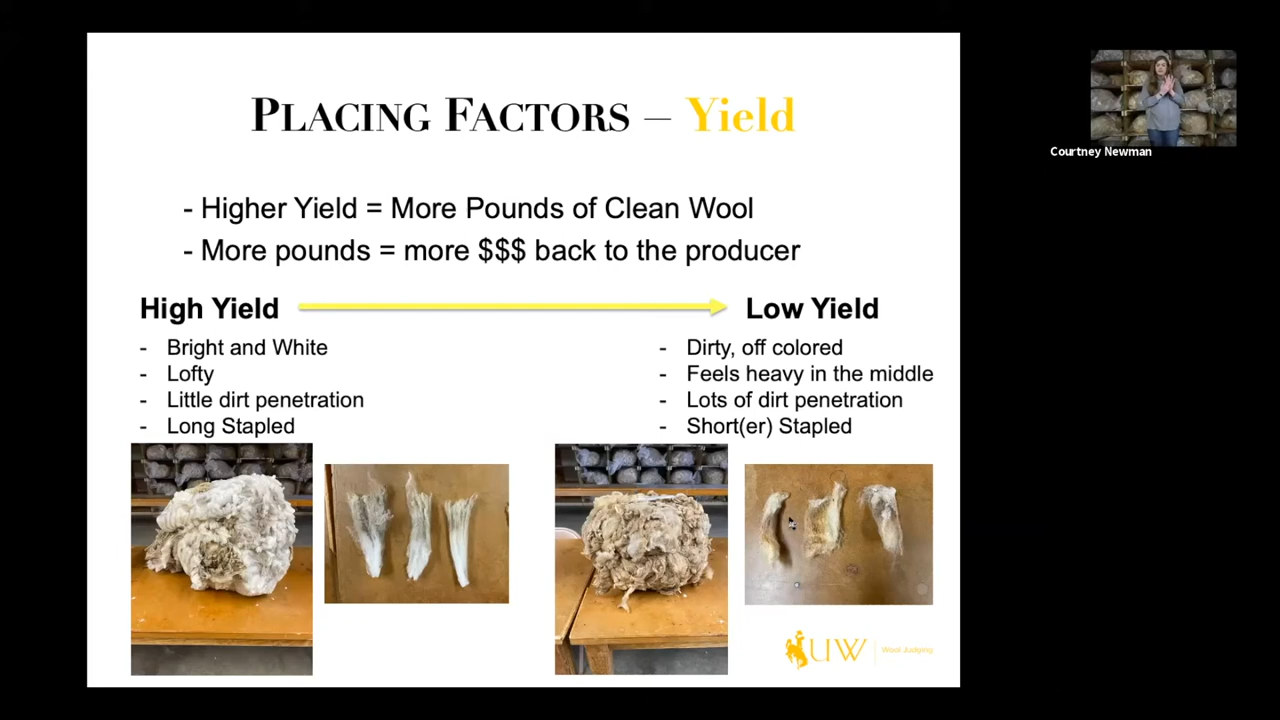 PLACING FACTORS – Yield
Courtney Newman
- Higher Yield = More Pounds of Clean Wool
- More pounds = more $$$ back to the producer
High Yield
Low Yield
- Bright and White
- Lofty
- Little dirt penetration
- Long Stapled
- Dirty, off colored
- Feels heavy in the middle
- Lots of dirt penetration
- Short(er) Stapled
UW | Wool Judging